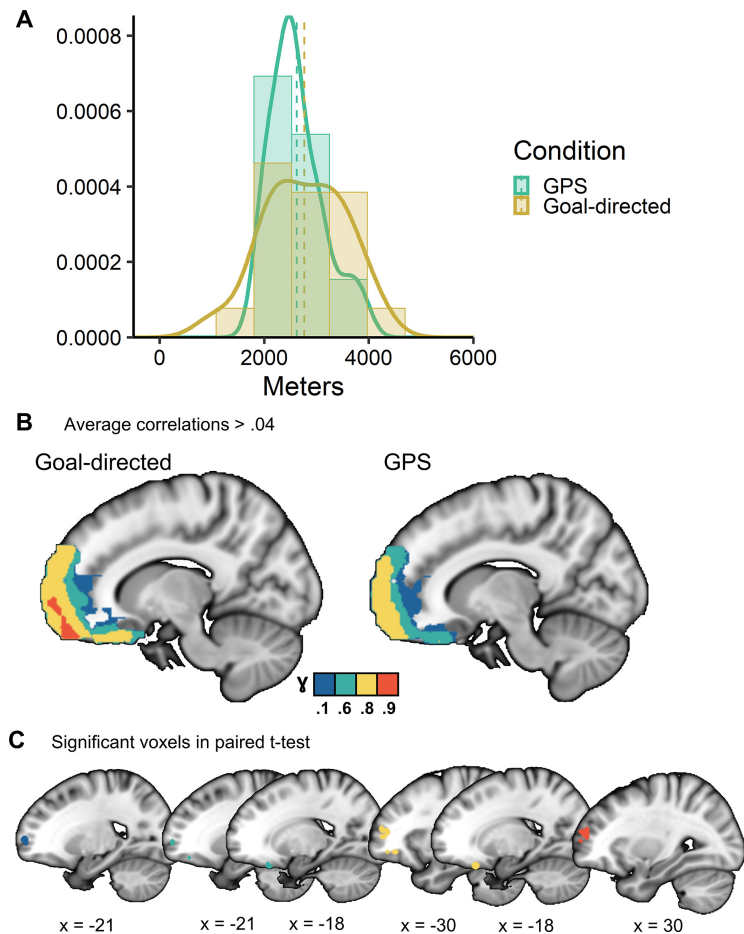 A
0.0008
0.0006
0.0004
0.0002
0.0000
0 2000 4000 6000
Meters
Condition
GPS
Goal-directed
B Average correlations > .04
Goal-directed GPS
Ɣ
.1 .6 .8 .9
C Significant voxels in paired t-test
x = -21 x = -21 x = -18 x = -30 x = -18 x = 30